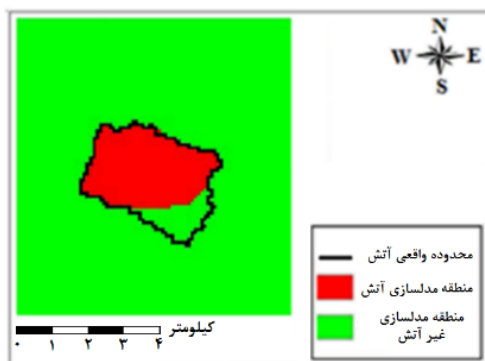 N
W E
S
محدوده واقعی آتش
منطقه مدلسازی آتش
منطقه مدلسازی
غیر آتش
کیلومتر
۰ ۱ ۲ ۳ ۴